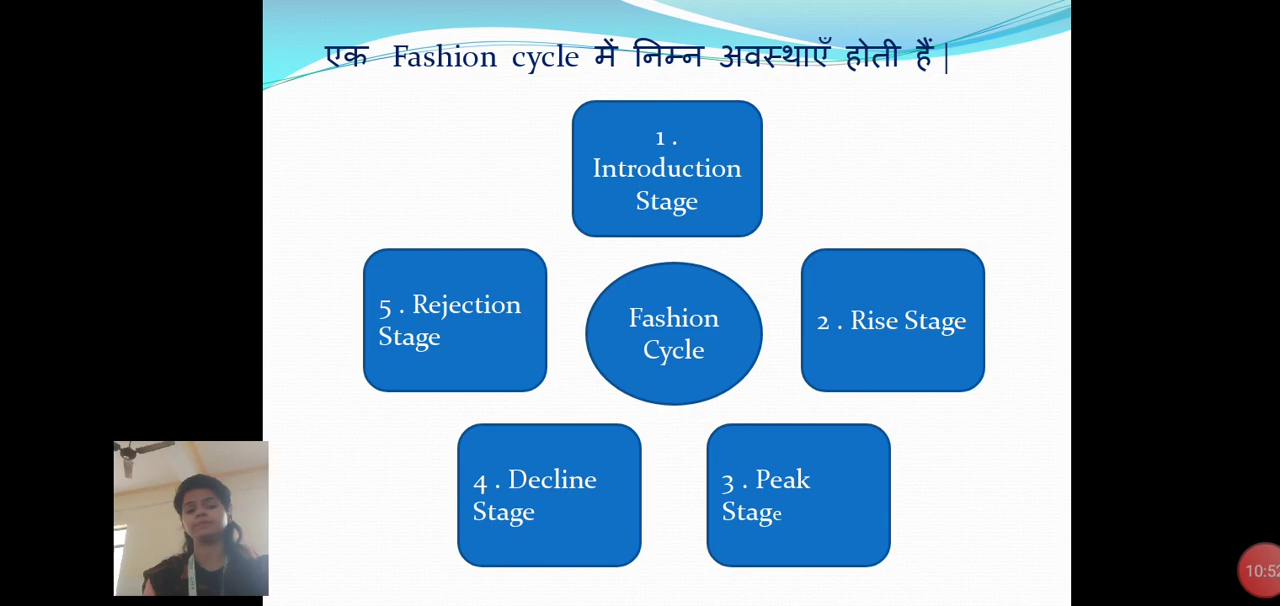 एक Fashion cycle में निम्न अवस्थाएँ होती हैं |
1 .
Introduction
Stage
5 . Rejection
Stage
Fashion
Cycle
2 . Rise Stage
4 . Decline
Stage
3 . Peak
Stage
10:52